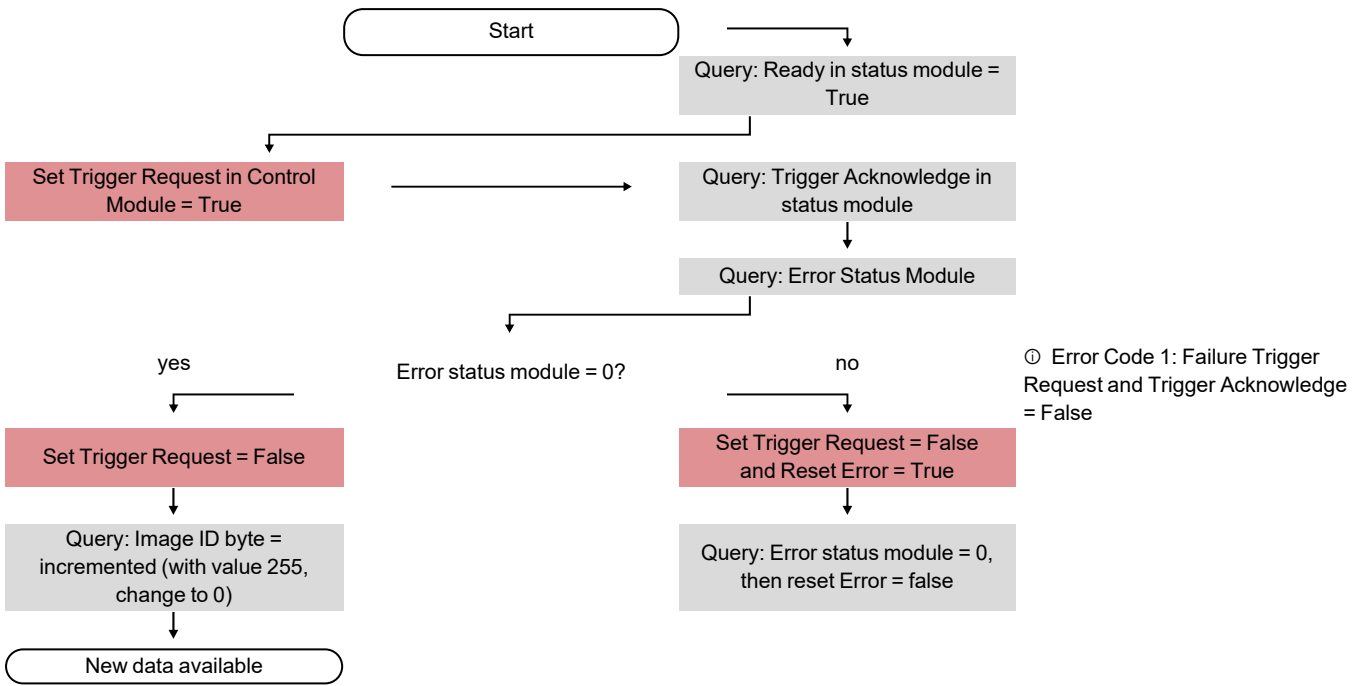 Start
Query: Ready in status module =
True
Set Trigger Request in Control
Module = True
Query: Trigger Acknowledge in
status module
Query: Error Status Module
yes
Error status module = 0?
no
ⓘ Error Code 1: Failure Trigger
Request and Trigger Acknowledge
= False
Set Trigger Request = False
Set Trigger Request = False
and Reset Error = True
Query: Image ID byte =
incremented (with value 255,
change to 0)
Query: Error status module = 0,
then reset Error = false
New data available